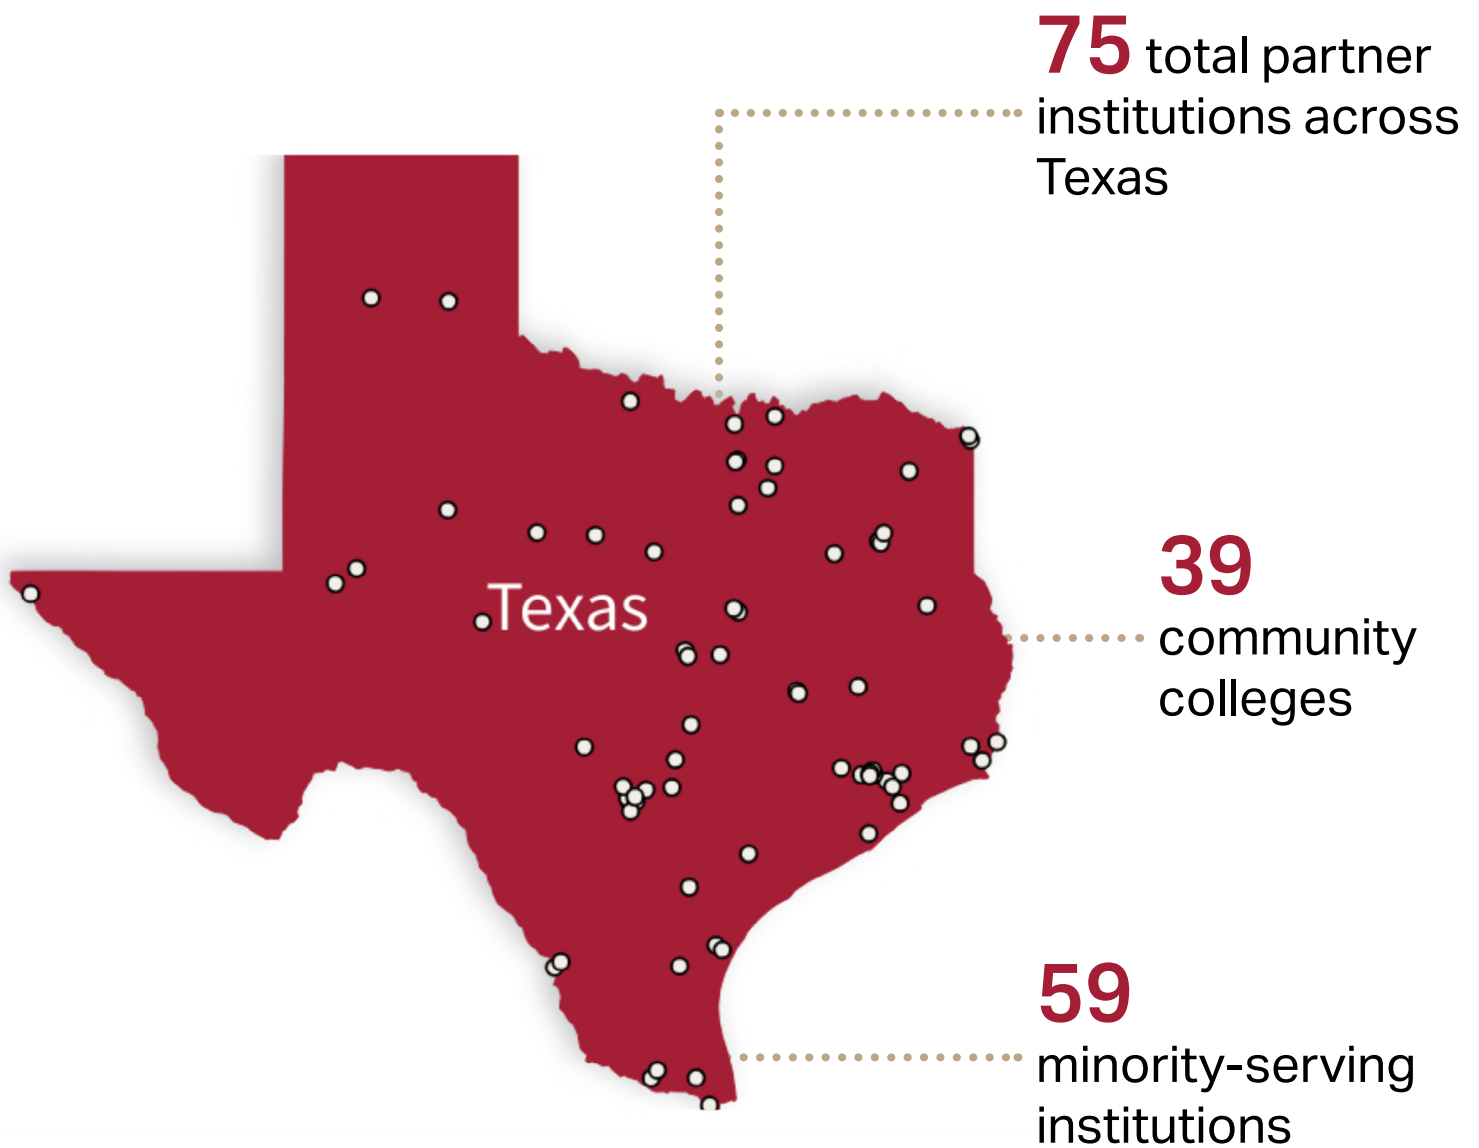 75 total partner
institutions across
Texas
Texas
39
community
colleges
59
minority-serving
institutions